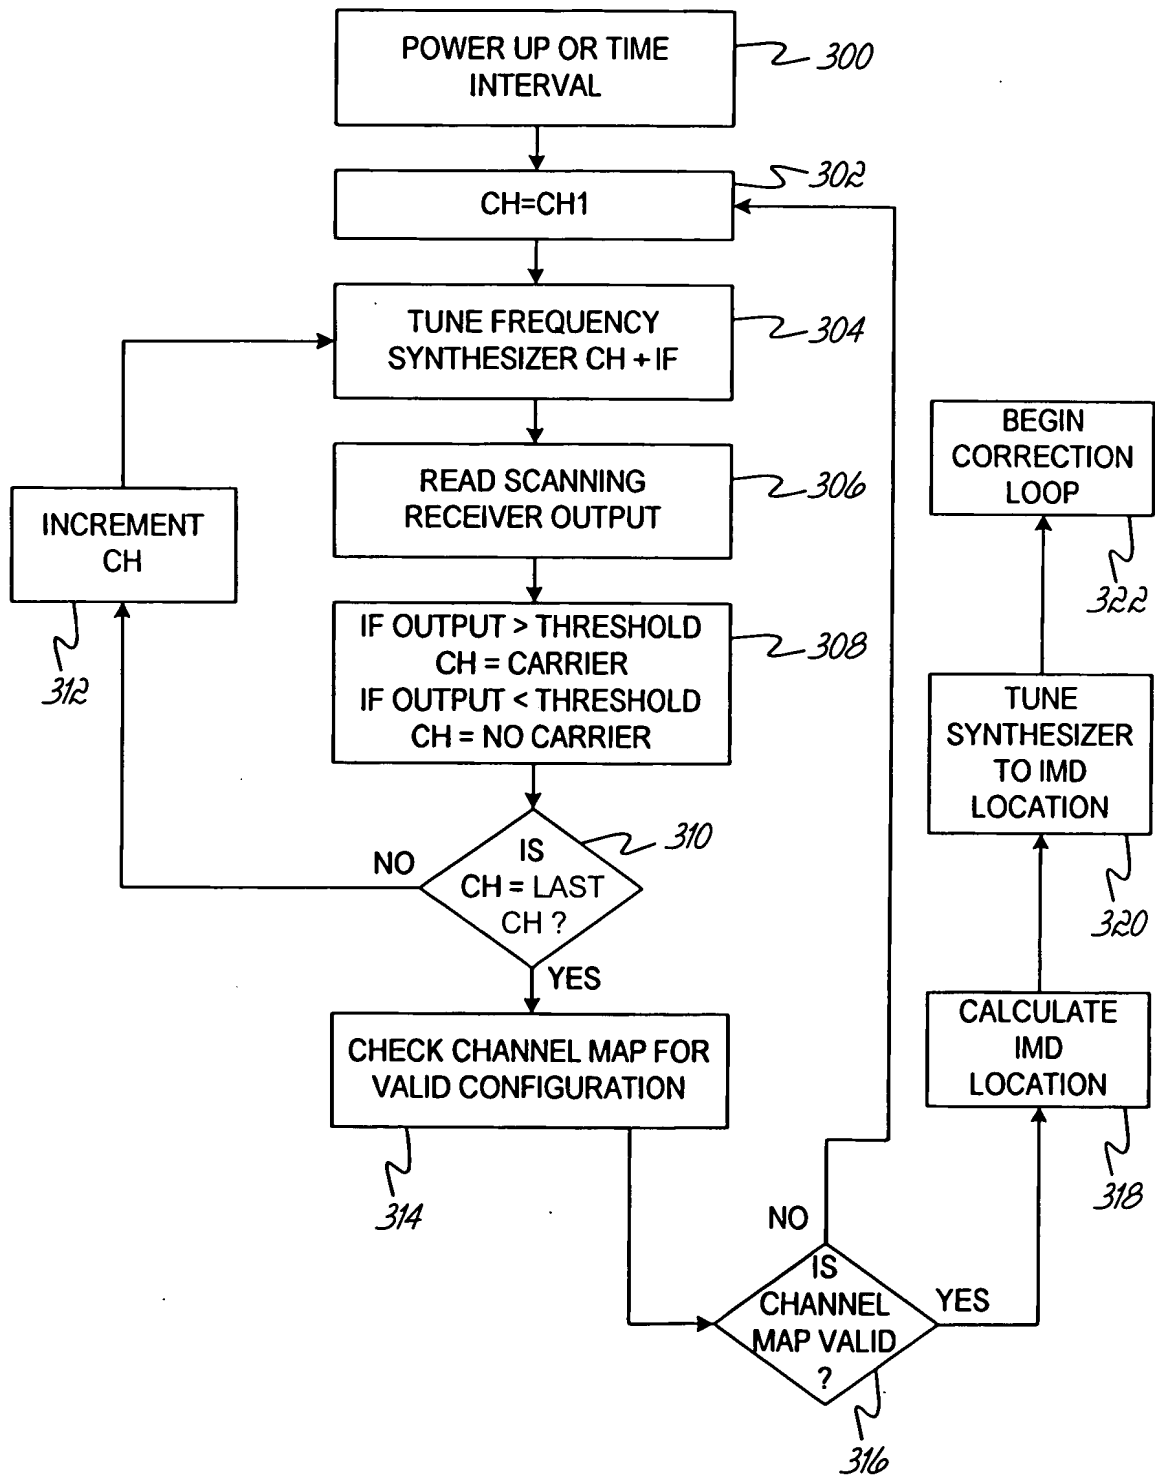 POWER UP OR TIME
INTERVAL
300
CH=CH1
302
TUNE FREQUENCY
SYNTHESIZER CH + IF
304
READ SCANNING
RECEIVER OUTPUT
306
INCREMENT
CH
312
IF OUTPUT > THRESHOLD
CH = CARRIER
IF OUTPUT < THRESHOLD
CH = NO CARRIER
308
IS
CH = LAST
CH ?
310
NO
YES
CHECK CHANNEL MAP FOR
VALID CONFIGURATION
314
IS
CHANNEL
MAP VALID
?
316
NO
YES
CALCULATE
IMD
LOCATION
318
TUNE
SYNTHESIZER
TO IMD
LOCATION
320
BEGIN
CORRECTION
LOOP
322